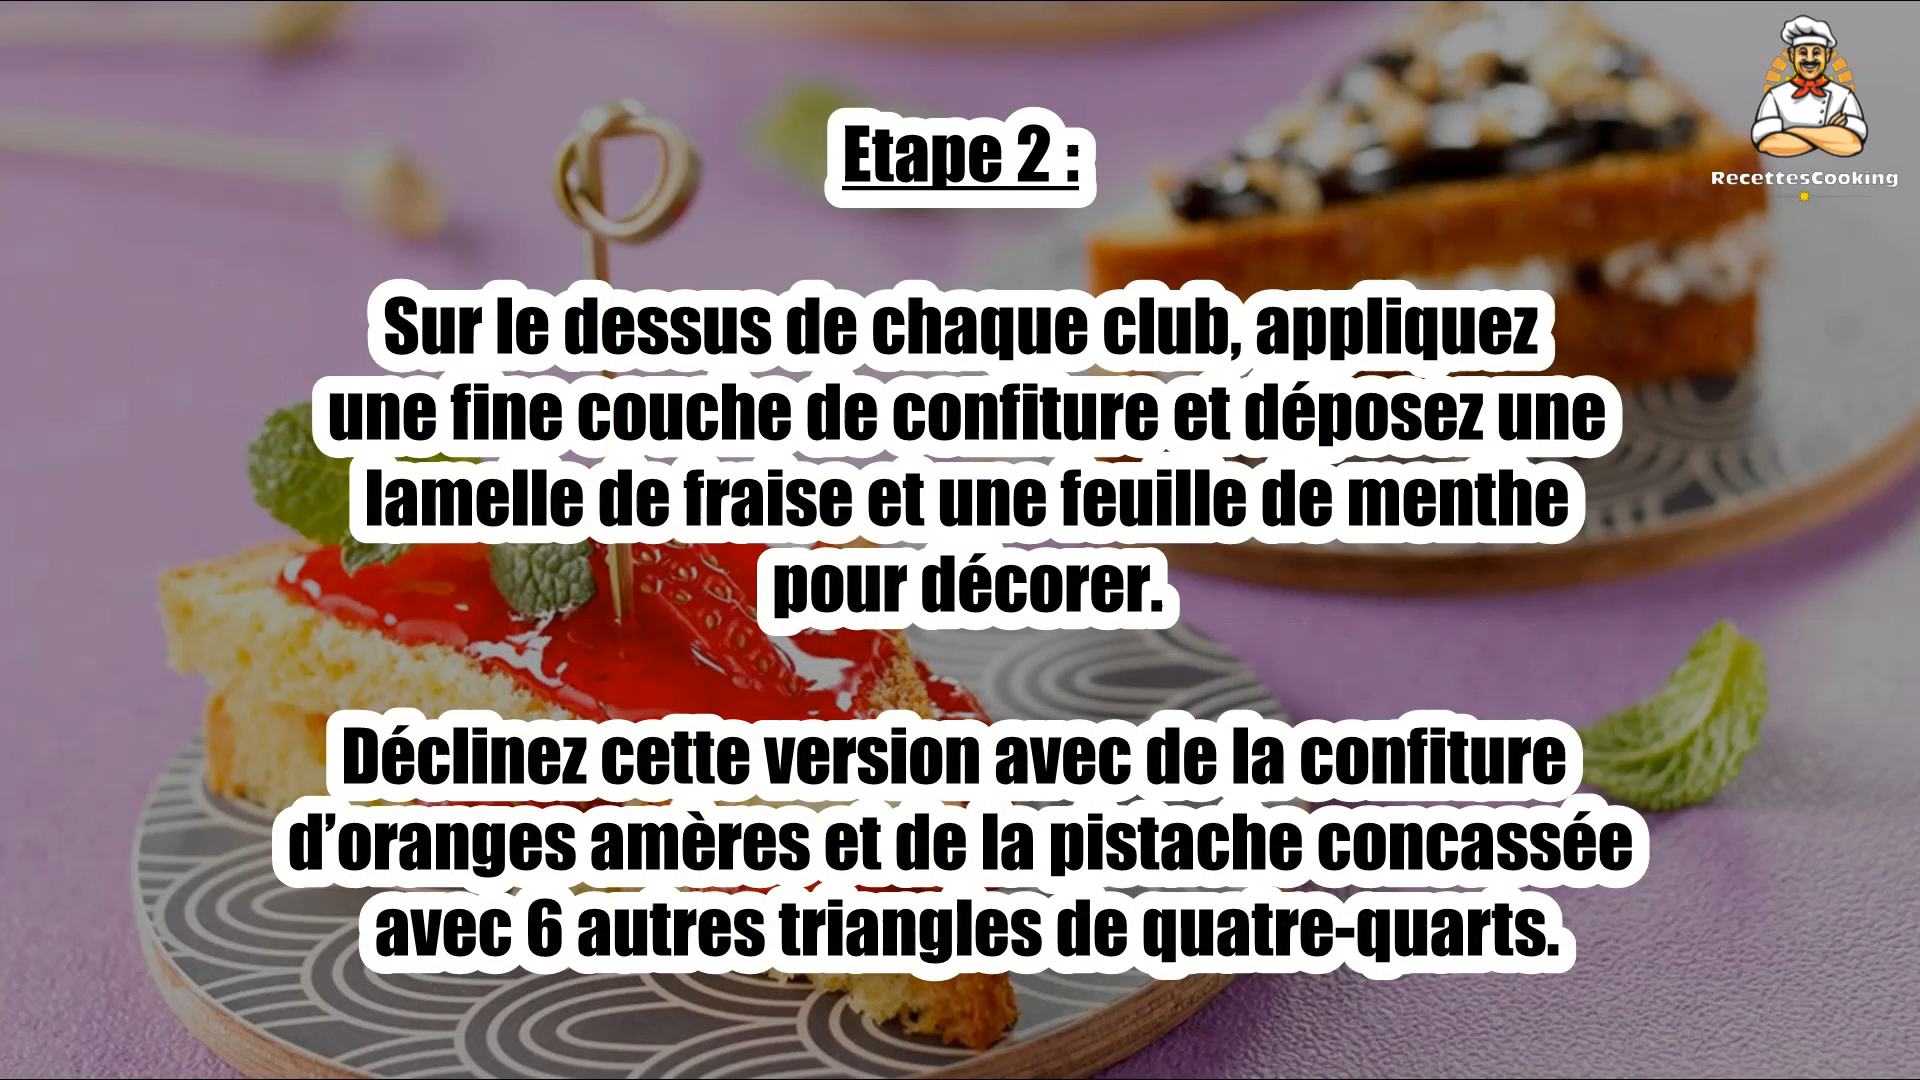 RecettesCooking
Etape 2 :
Sur le dessus de chaque club, appliquez
une fine couche de confiture et déposez une
lamelle de fraise et une feuille de menthe
pour décorer.
Déclinez cette version avec de la confiture
d’oranges amères et de la pistache concassée
avec 6 autres triangles de quatre-quarts.